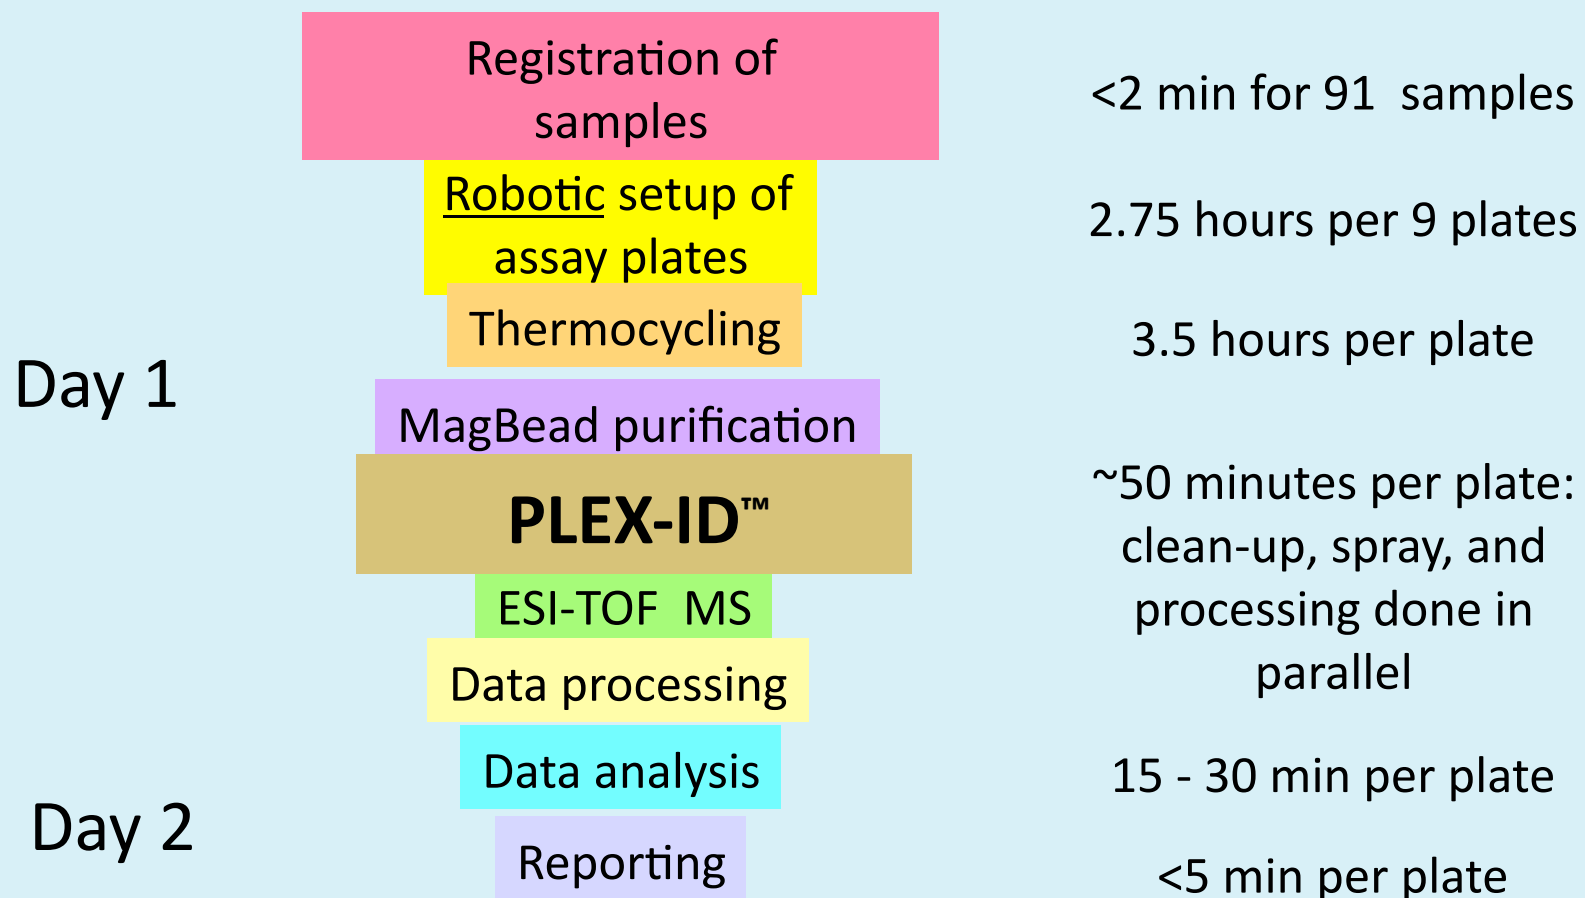 Registration of
samples
<2 min for 91 samples
Robotic setup of
assay plates
2.75 hours per 9 plates
Thermocycling
3.5 hours per plate
Day 1
MagBead purification
PLEX-ID™
ESI-TOF MS
Data processing
~50 minutes per plate:
clean-up, spray, and
processing done in
parallel
Data analysis
15 - 30 min per plate
Day 2
Reporting
<5 min per plate